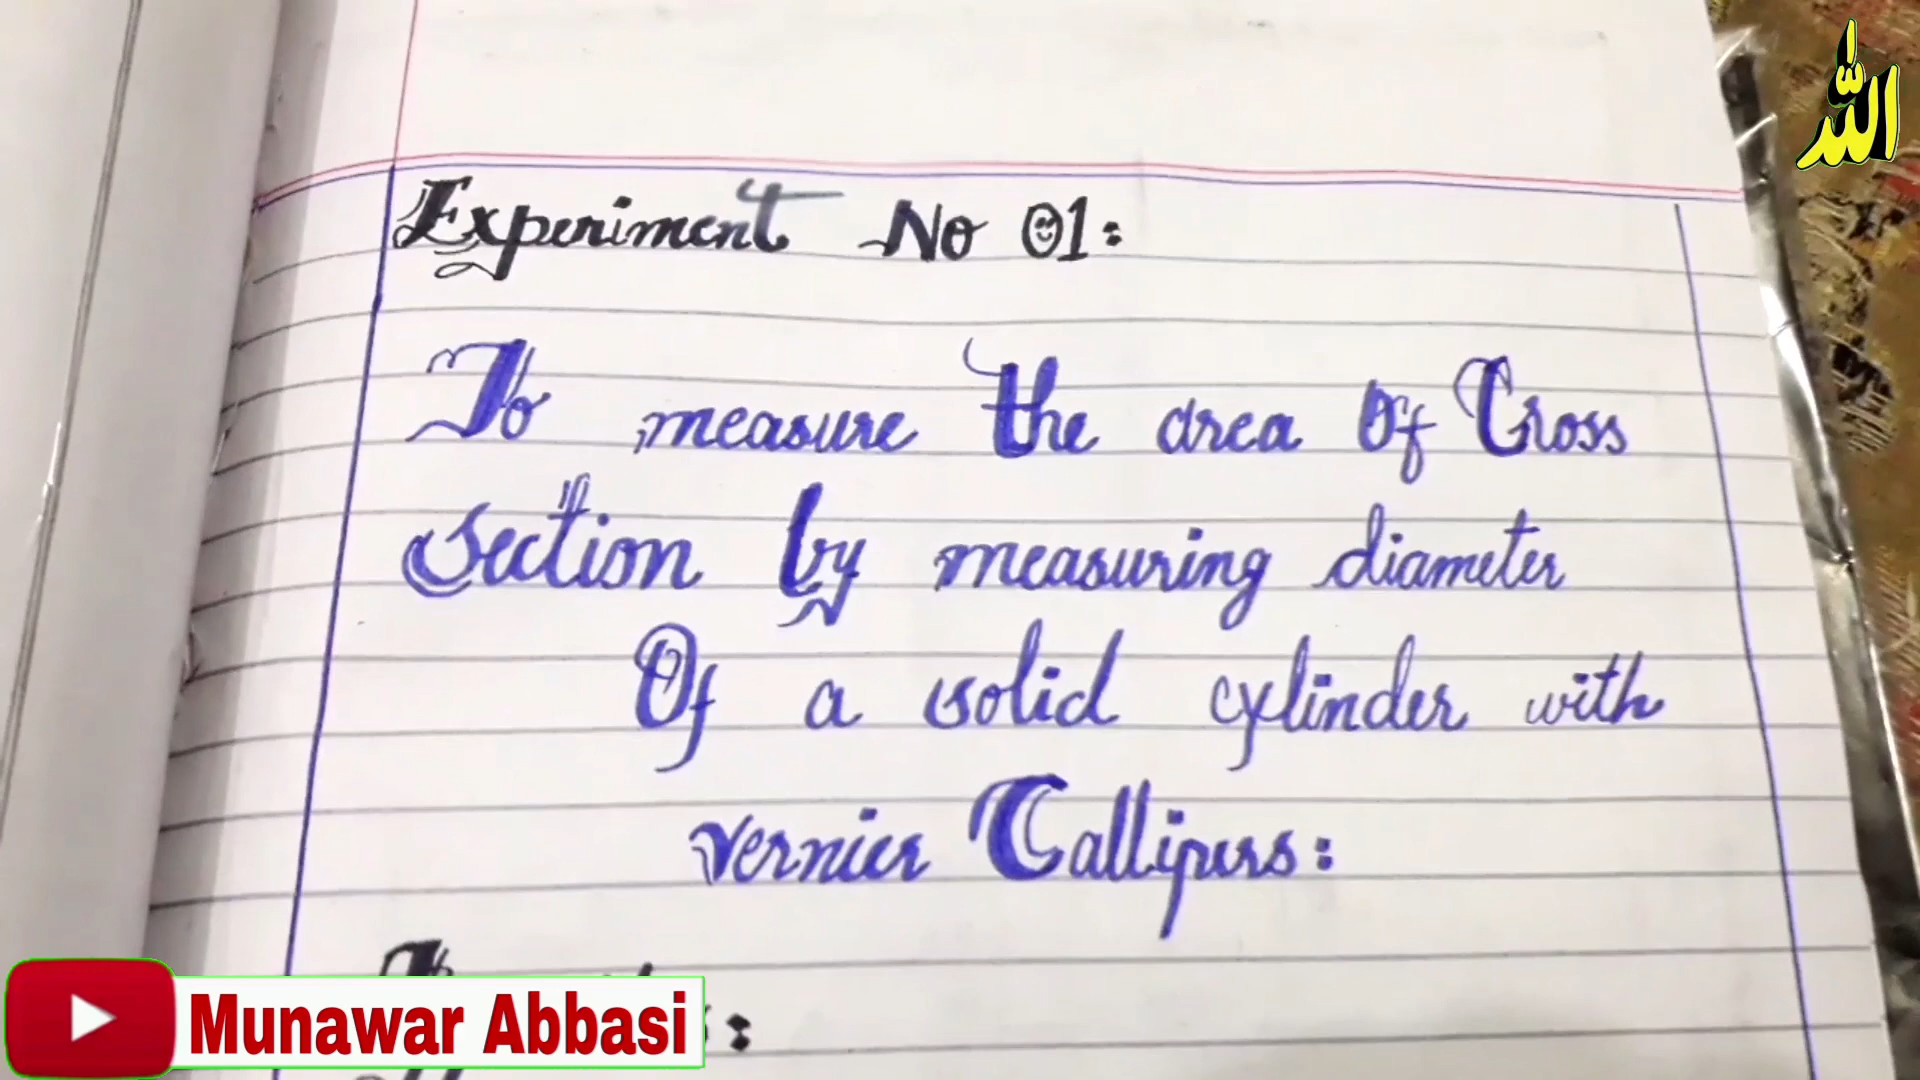 Experiment No 01:
To measure the area Of Cross
Section by measuring diameter
Of a solid cylinder with
vernier Callipers:
Munawar Abbasi
الله